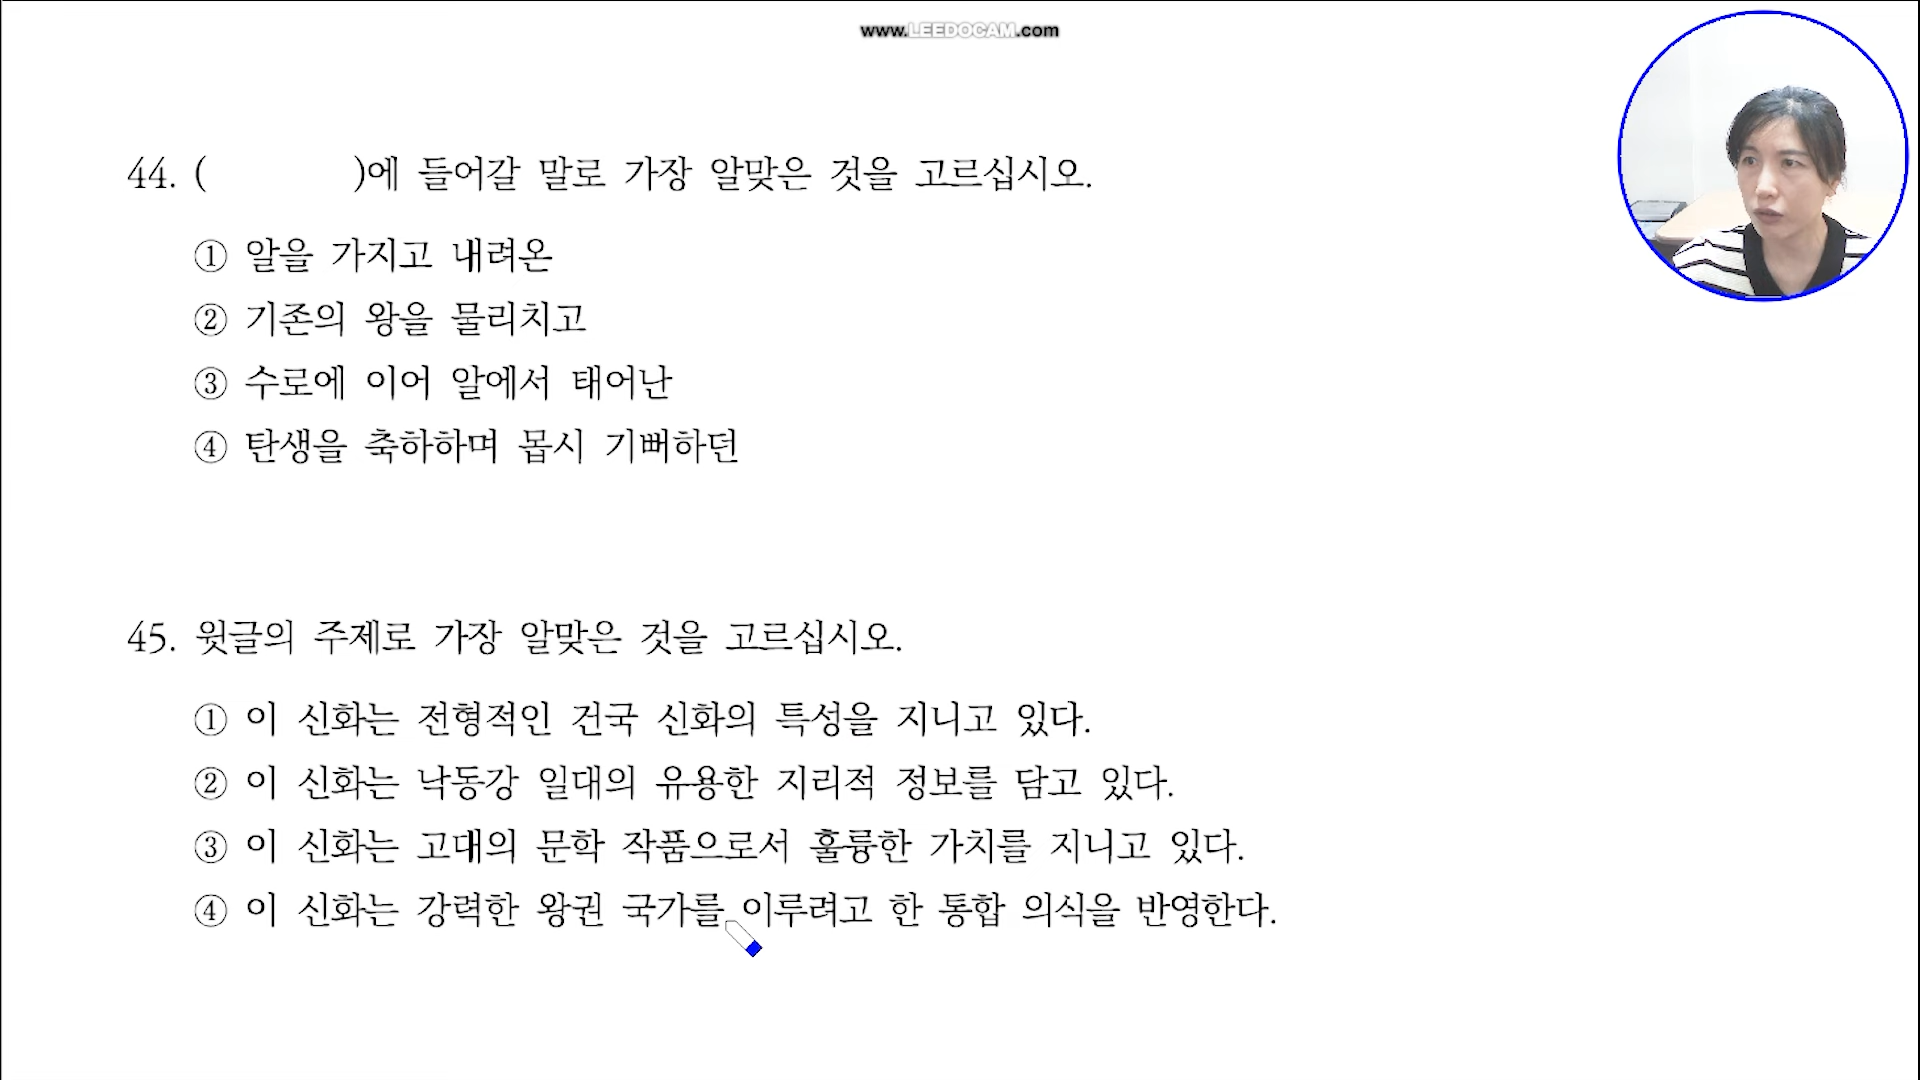 www.LEEDOCAM.com
44. (            )에 들어갈 말로 가장 알맞은 것을 고르십시오.
① 알을 가지고 내려온
② 기존의 왕을 물리치고
③ 수로에 이어 알에서 태어난
④ 탄생을 축하하며 몹시 기뻐하던
45. 윗글의 주제로 가장 알맞은 것을 고르십시오.
① 이 신화는 전형적인 건국 신화의 특성을 지니고 있다.
② 이 신화는 낙동강 일대의 유용한 지리적 정보를 담고 있다.
③ 이 신화는 고대의 문학 작품으로서 훌륭한 가치를 지니고 있다.
④ 이 신화는 강력한 왕권 국가를 이루려고 한 통합 의식을 반영한다.